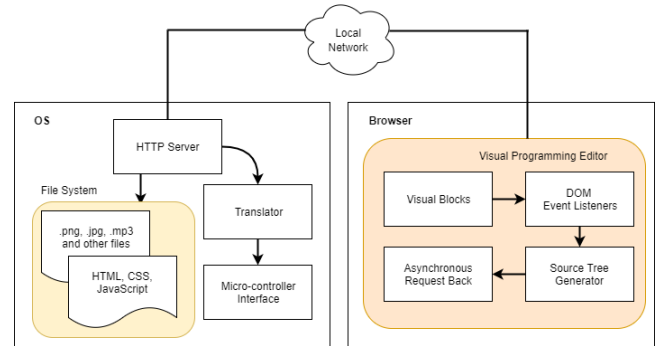 Local
Network
OS
HTTP Server
File System
.png, .jpg, .mp3
and other files
HTML, CSS,
JavaScript
Translator
Micro-controller
Interface
Browser
Visual Programming Editor
Visual Blocks
DOM
Event Listeners
Asynchronous
Request Back
Source Tree
Generator